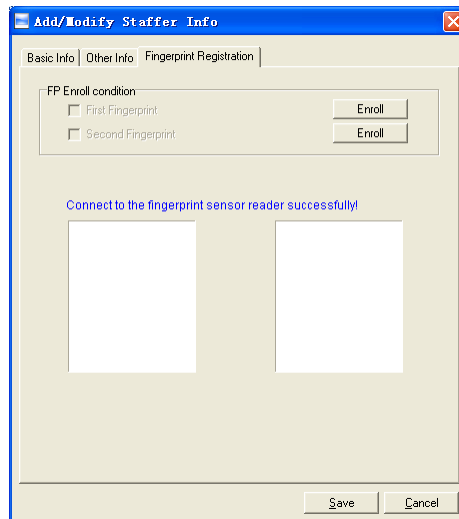 Add/Modify Staffer Info
Basic Info Other Info Fingerprint Registration
FP Enroll condition
First Fingerprint Enroll
Second Fingerprint Enroll
Connect to the fingerprint sensor reader successfully!
Save Cancel